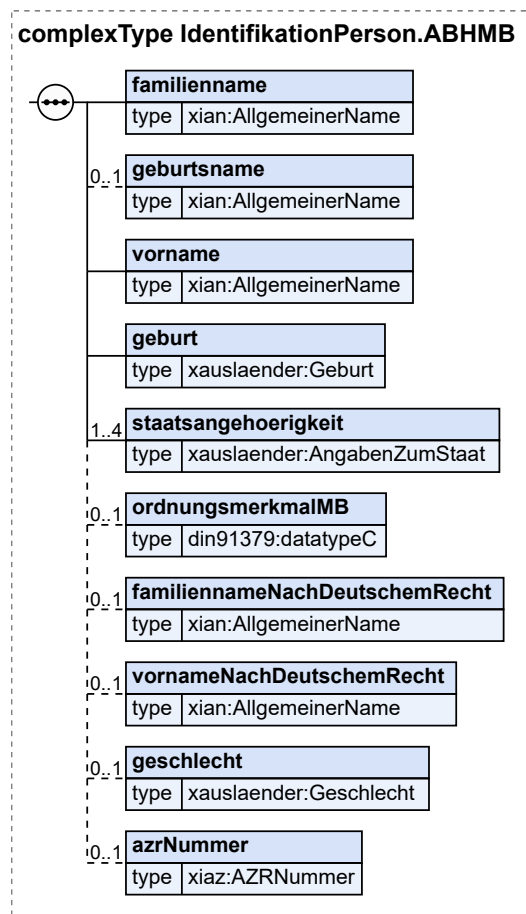 complexType IdentifikationPerson.ABHMB
familienname
type xian:AllgemeinerName
0..1 geburtsname
type xian:AllgemeinerName
vorname
type xian:AllgemeinerName
geburt
type xauslaender:Geburt
1..4 staatsangehoerigkeit
type xauslaender:AngabenZumStaat
0..1 ordnungsmerkmalMB
type din91379:datatypeC
0..1 familiennameNachDeutschemRecht
type xian:AllgemeinerName
0..1 vornameNachDeutschemRecht
type xian:AllgemeinerName
0..1 geschlecht
type xauslaender:Geschlecht
0..1 azrNummer
type xiaz:AZRNummer